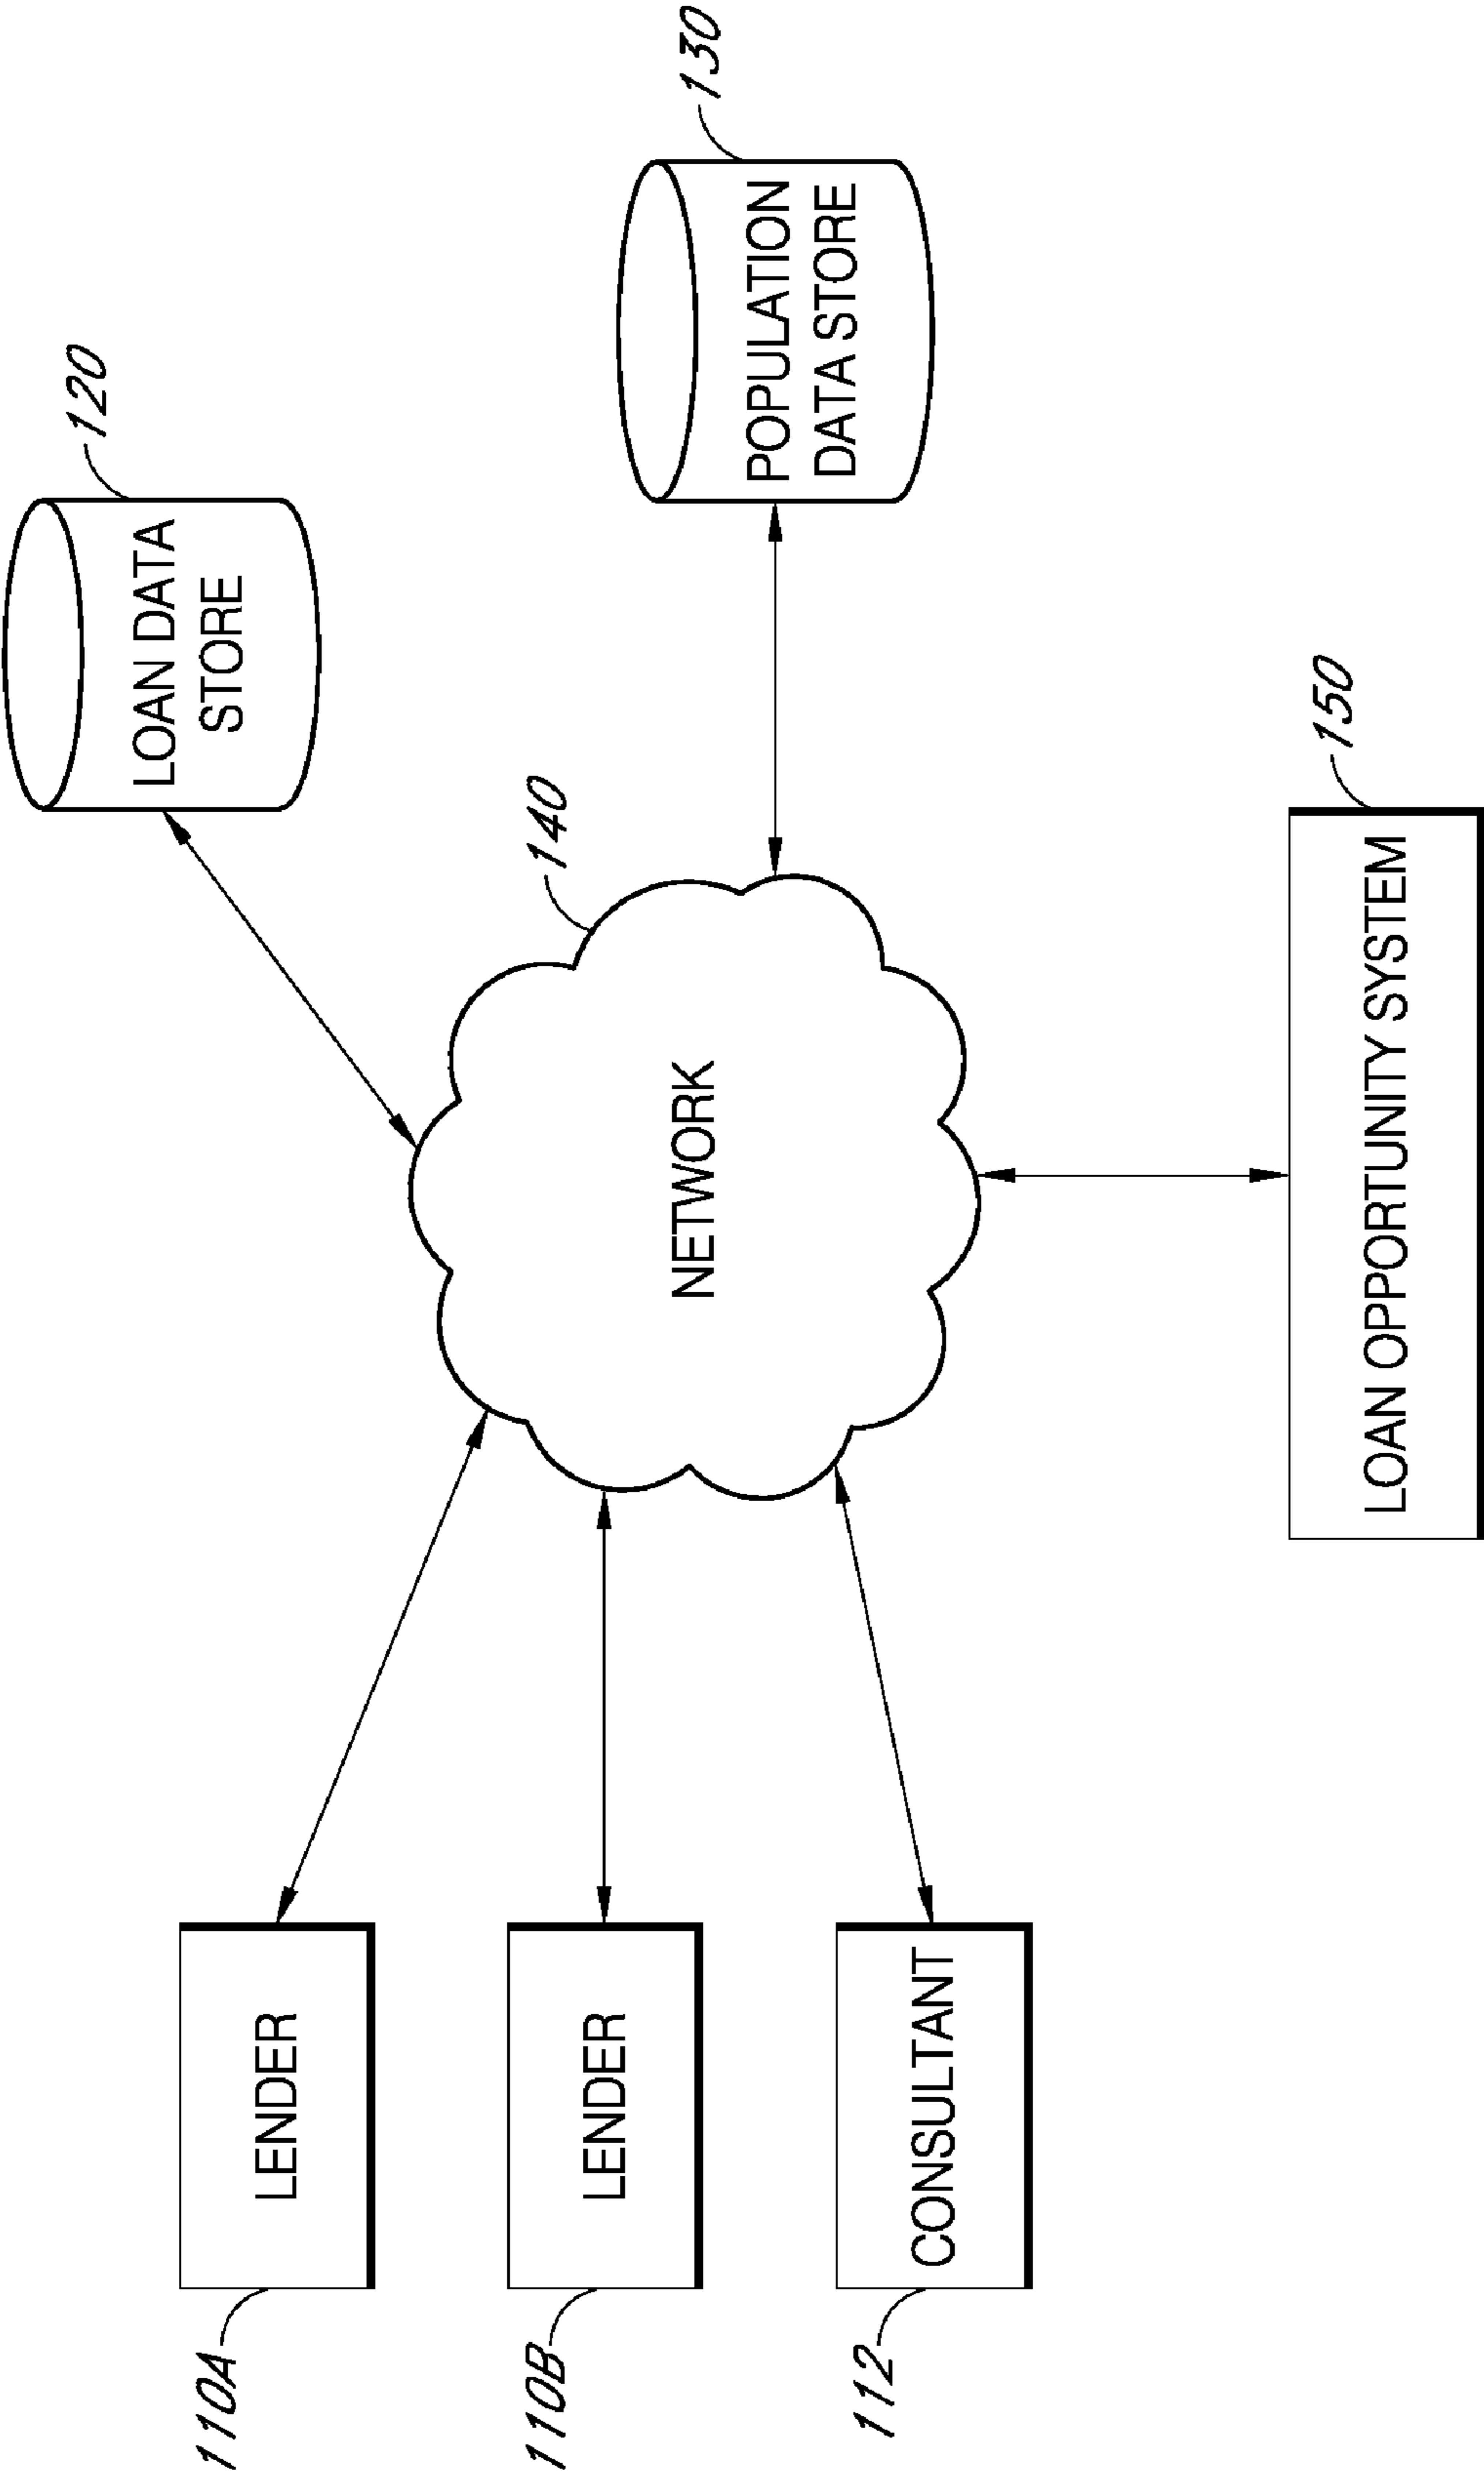 110A
LENDER
110B
LENDER
112
CONSULTANT
140
NETWORK
120
LOAN DATA
STORE
130
POPULATION
DATA STORE
150
LOAN OPPORTUNITY SYSTEM